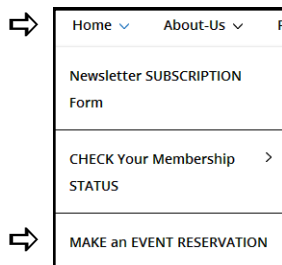 Home About-Us
Newsletter SUBSCRIPTION
Form
CHECK Your Membership
STATUS
MAKE an EVENT RESERVATION